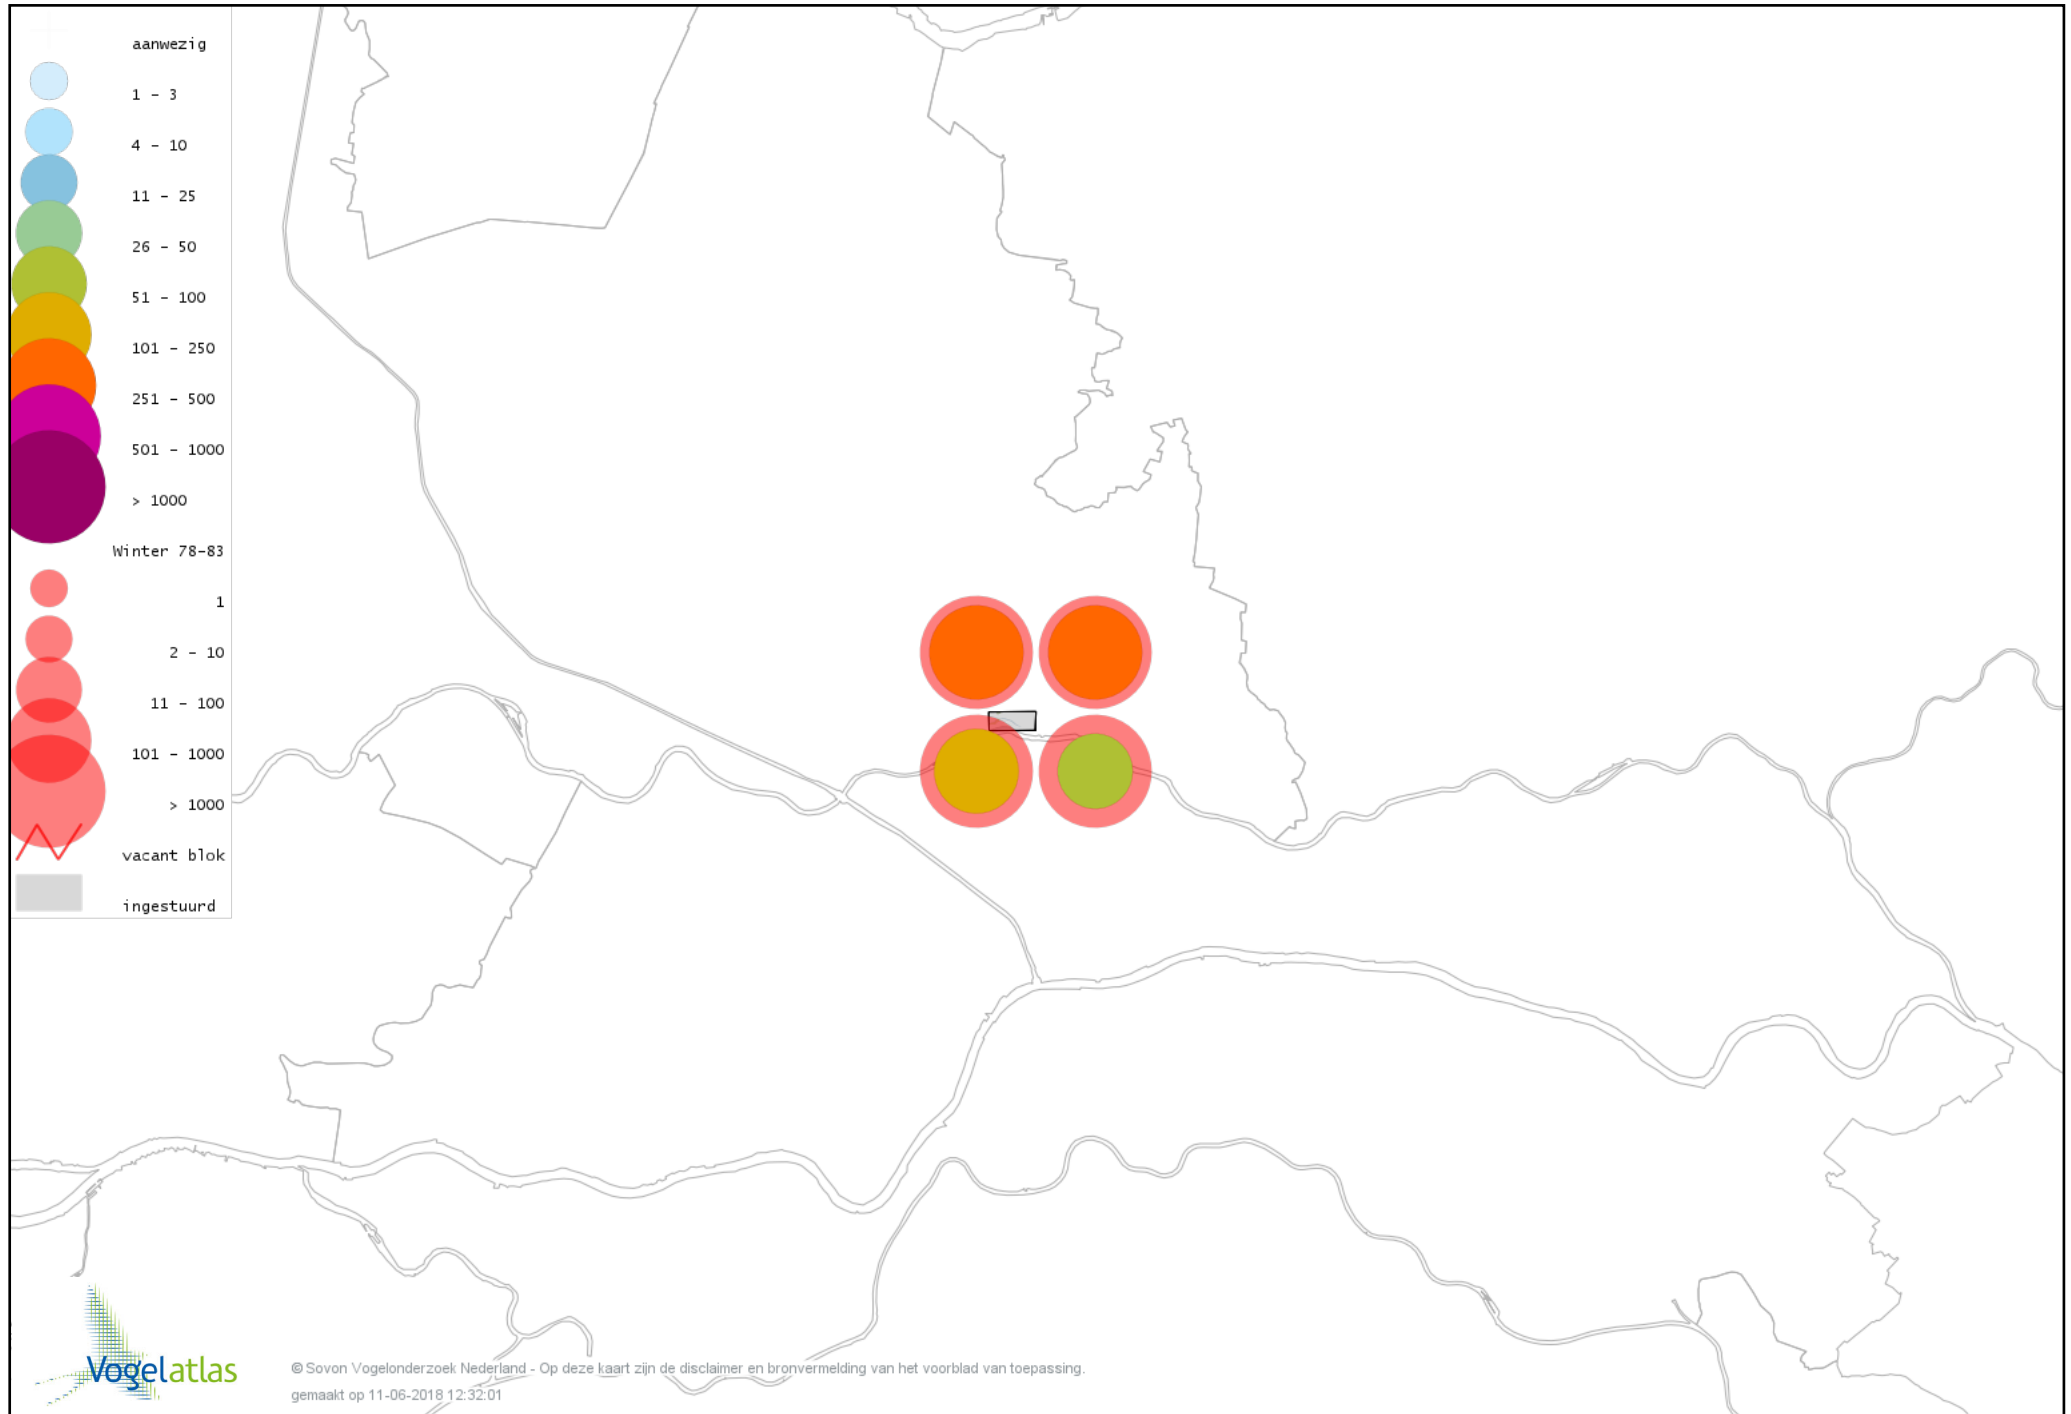 aanwezig
1 - 3
4 - 10
11 - 25
26 - 50
51 - 100
101 - 250
251 - 500
501 - 1000
> 1000
Winter 78-83
1
2 - 10
11 - 100
101 - 1000
> 1000
vacant blok
ingestuurd
Vogelatlas
© Sovon Vogelonderzoek Nederland - Op deze kaart zijn de disclaimer en bronvermelding van het voorblad van toepassing.
gemaakt op 11-06-2018 12:32:01